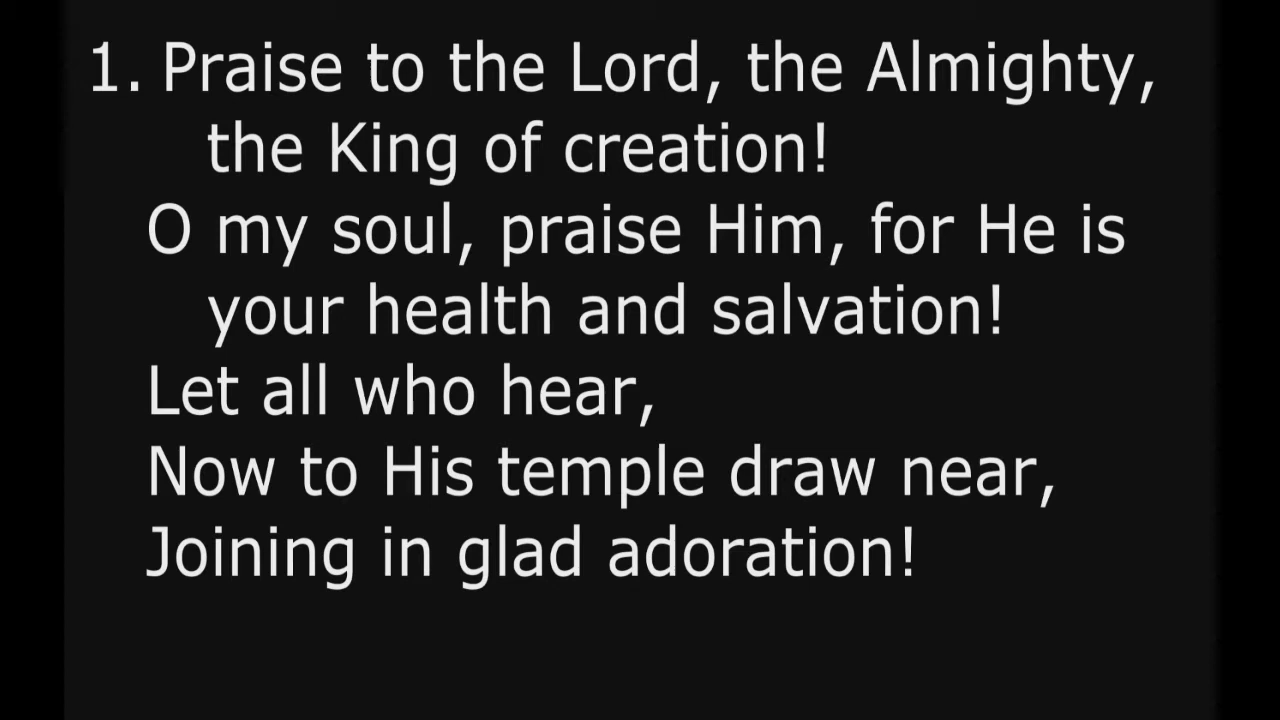 1. Praise to the Lord, the Almighty,
the King of creation!
O my soul, praise Him, for He is
your health and salvation!
Let all who hear,
Now to His temple draw near,
Joining in glad adoration!